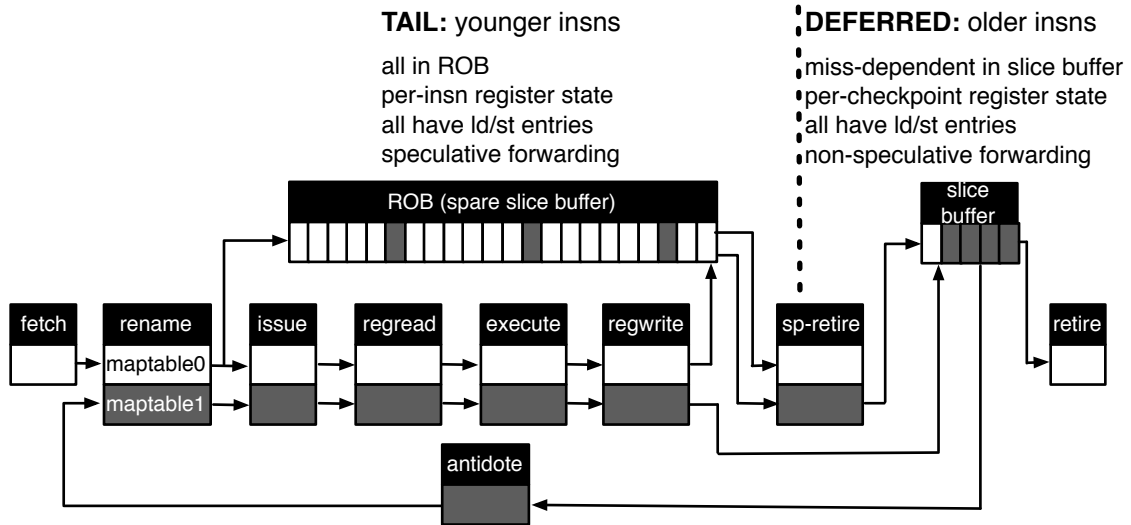 TAIL: younger insns
all in ROB
per-insn register state
all have ld/st entries
speculative forwarding
DEFERRED: older insns
miss-dependent in slice buffer
per-checkpoint register state
all have ld/st entries
non-speculative forwarding
ROB (spare slice buffer)
slice
buffer
fetch
rename
issue
regread
execute
regwrite
sp-retire
retire
maptable0
maptable1
antidote